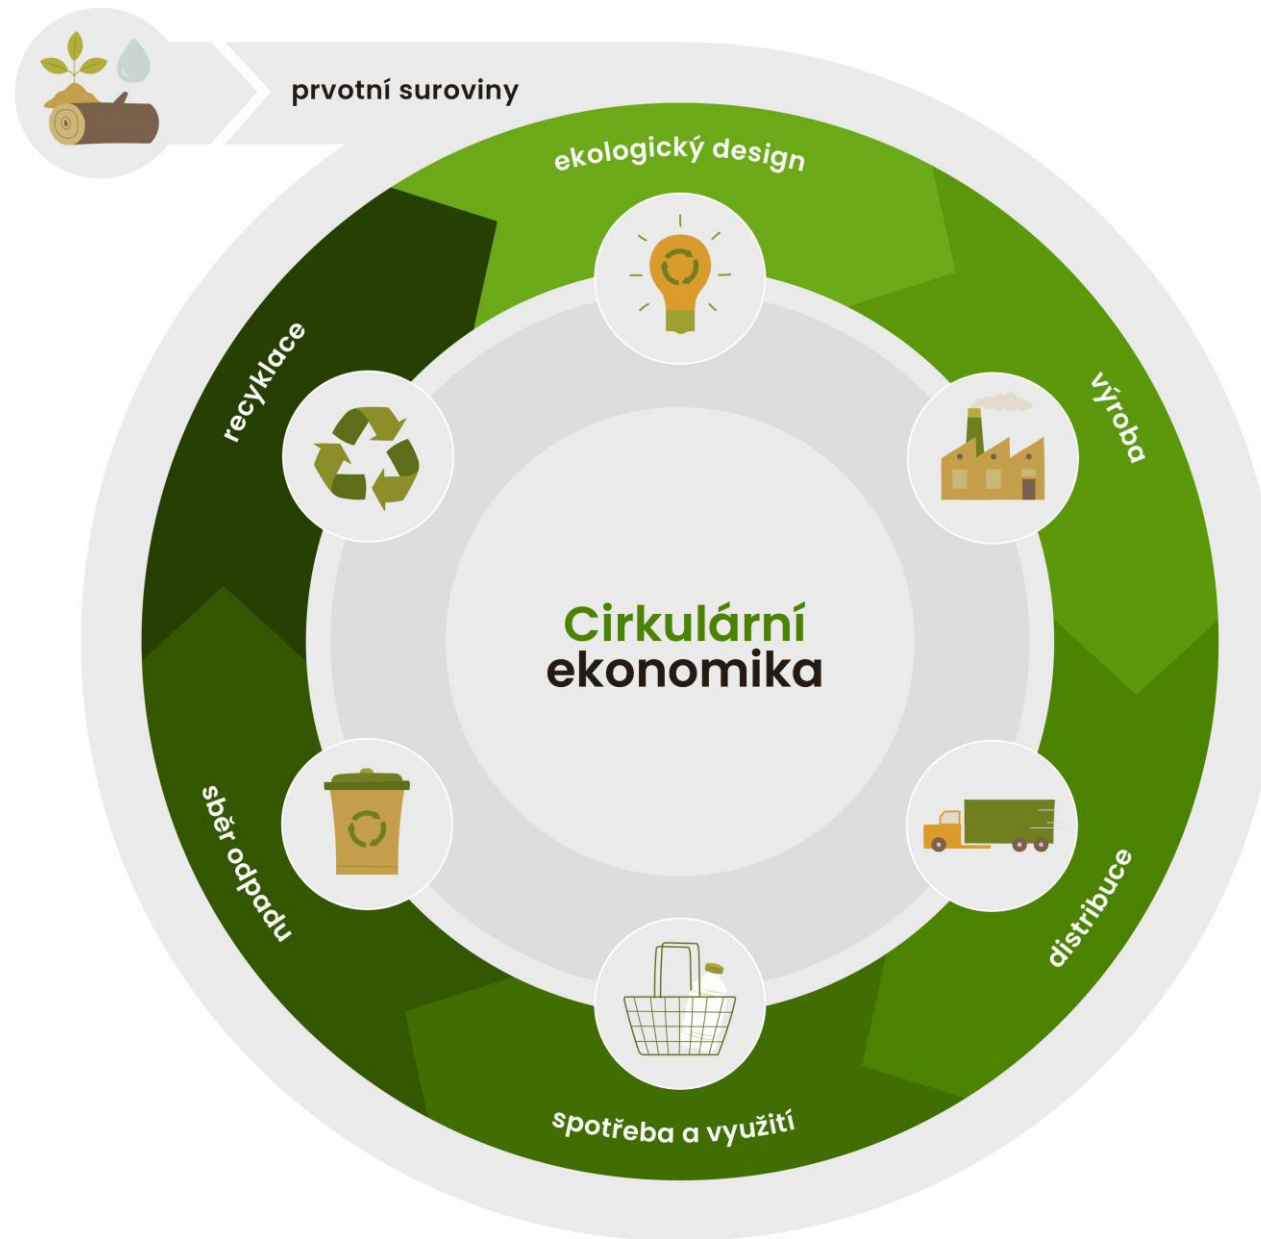 prvotní suroviny
ekologický design
výroba
distribuce
spotřeba a využití
sběr odpadu
recyklace
Cirkulární
ekonomika